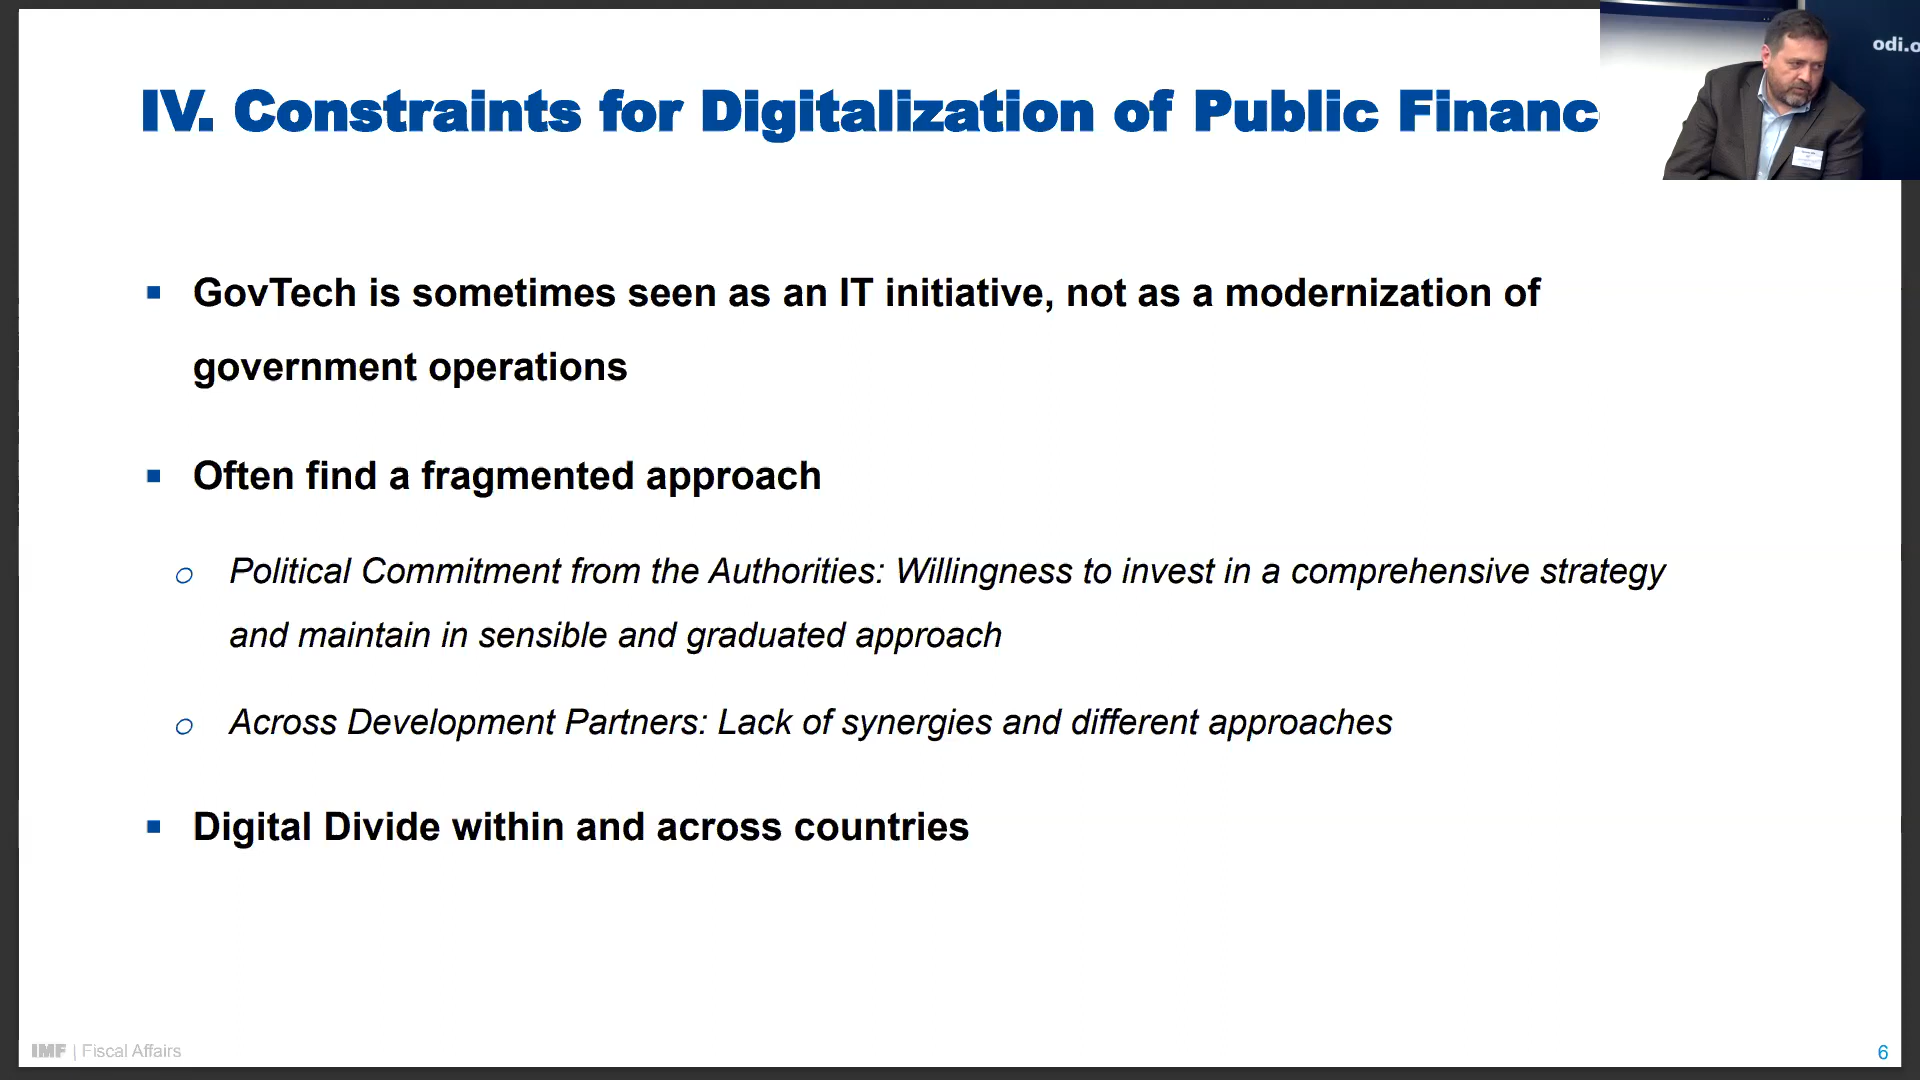 IV. Constraints for Digitalization of Public Financ
odi.o
GovTech is sometimes seen as an IT initiative, not as a modernization of
government operations
Often find a fragmented approach
Political Commitment from the Authorities: Willingness to invest in a comprehensive strategy
and maintain in sensible and graduated approach
Across Development Partners: Lack of synergies and different approaches
Digital Divide within and across countries
IMF | Fiscal Affairs
6